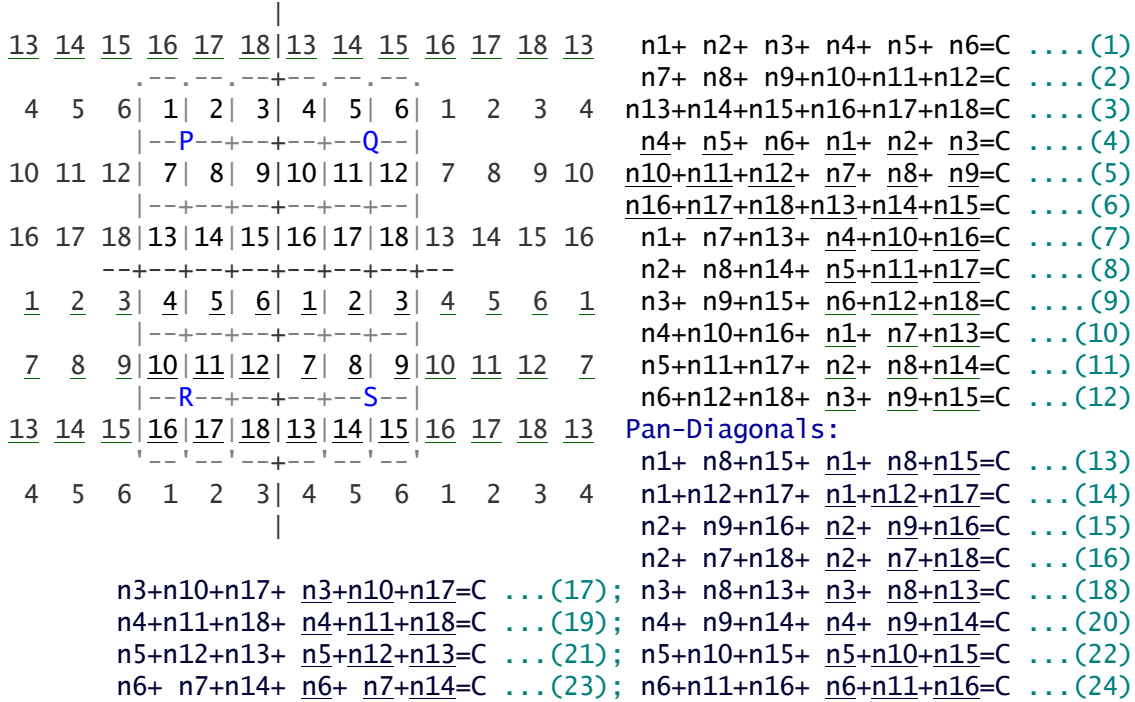 |
13 14 15 16 17 18|13 14 15 16 17 18 13 n1+ n2+ n3+ n4+ n5+ n6=C ....(1)
.--.--.--+--.--.--. n7+ n8+ n9+n10+n11+n12=C ....(2)
4 5 6| 1| 2| 3| 4| 5| 6| 1 2 3 4 n13+n14+n15+n16+n17+n18=C ....(3)
|--P--+--+--+--Q--| n4+ n5+ n6+ n1+ n2+ n3=C ....(4)
10 11 12| 7| 8| 9|10|11|12| 7 8 9 10 n10+n11+n12+ n7+ n8+ n9=C ....(5)
|--+--+--+--+--+--| n16+n17+n18+n13+n14+n15=C ....(6)
16 17 18|13|14|15|16|17|18|13 14 15 16 n1+ n7+n13+ n4+n10+n16=C ....(7)
--+--+--+--+--+--+--+-- n2+ n8+n14+ n5+n11+n17=C ....(8)
1 2 3| 4| 5| 6| 1| 2| 3| 4 5 6 1 n3+ n9+n15+ n6+n12+n18=C ....(9)
|--+--+--+--+--+--| n4+n10+n16+ n1+ n7+n13=C ...(10)
7 8 9|10|11|12| 7| 8| 9|10 11 12 7 n5+n11+n17+ n2+ n8+n14=C ...(11)
|--R--+--+--+--S--| n6+n12+n18+ n3+ n9+n15=C ...(12)
13 14 15|16|17|18|13|14|15|16 17 18 13 Pan-Diagonals:
'--'--'--+--'--'--' n1+ n8+n15+ n1+ n8+n15=C ...(13)
4 5 6 1 2 3| 4 5 6 1 2 3 4 n1+n12+n17+ n1+n12+n17=C ...(14)
| n2+ n9+n16+ n2+ n9+n16=C ...(15)
n2+ n7+n18+ n2+ n7+n18=C ...(16)
n3+n10+n17+ n3+n10+n17=C ...(17); n3+ n8+n13+ n3+ n8+n13=C ...(18)
n4+n11+n18+ n4+n11+n18=C ...(19); n4+ n9+n14+ n4+ n9+n14=C ...(20)
n5+n12+n13+ n5+n12+n13=C ...(21); n5+n10+n15+ n5+n10+n15=C ...(22)
n6+ n7+n14+ n6+ n7+n14=C ...(23); n6+n11+n16+ n6+n11+n16=C ...(24)